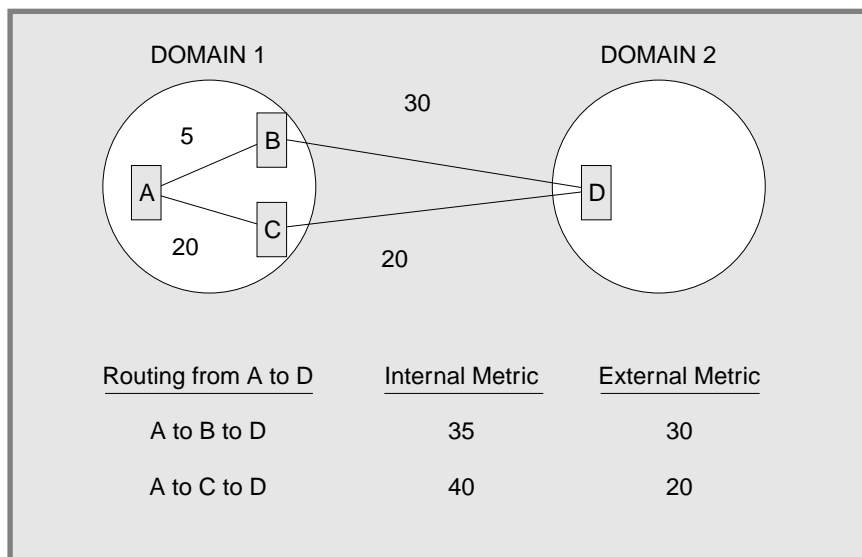 DOMAIN 1 DOMAIN 2
30
5
B
A D
C
20
20
Routing from A to D Internal Metric External Metric
A to B to D 35 30
A to C to D 40 20